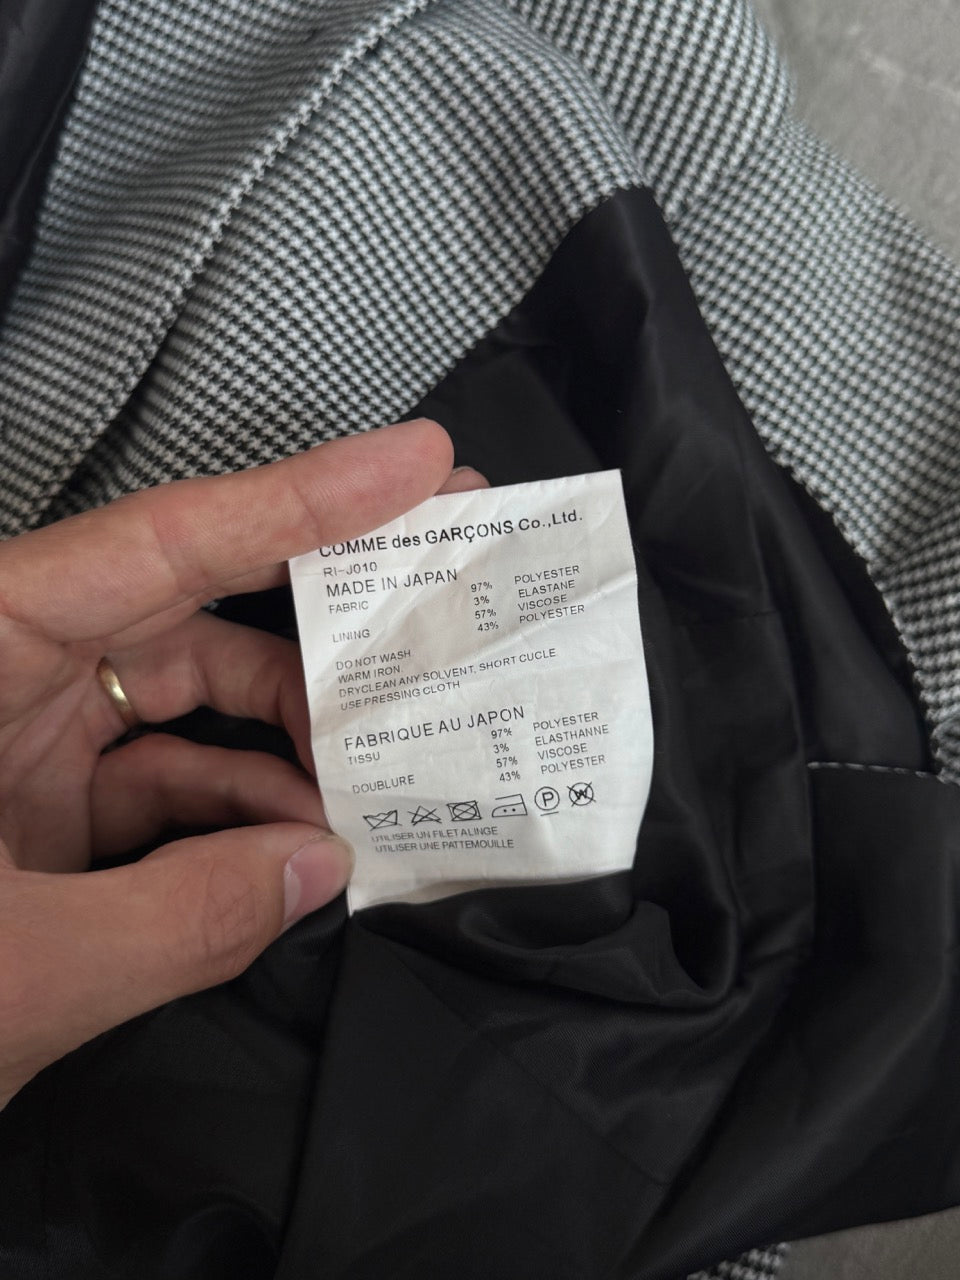 COMME des GARÇONS Co.,Ltd.
RI-J010
MADE IN JAPAN
FABRIC 97% POLYESTER
3% ELASTANE
LINING 57% VISCOSE
43% POLYESTER
DO NOT WASH
WARM IRON.
DRYCLEAN ANY SOLVENT, SHORT CUCLE
USE PRESSING CLOTH
FABRIQUE AU JAPON
TISSU 97% POLYESTER
3% ELASTHANNE
DOUBLURE 57% VISCOSE
43% POLYESTER
P W
UTILISER UN FILET A LINGE
UTILISER UNE PATTEMOUILLE